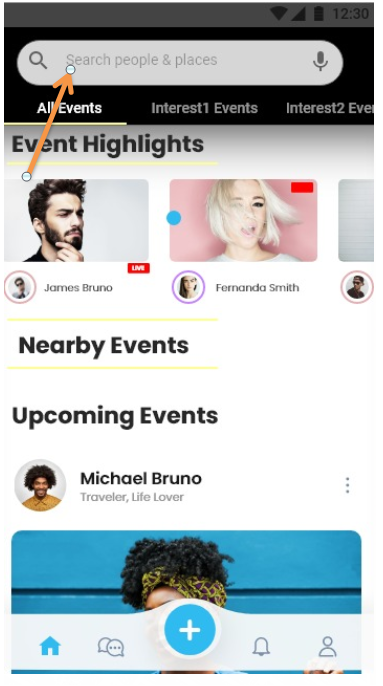 12:30
Search people & places
All Events Interest1 Events Interest2 Even
Event Highlights
LIVE
James Bruno Fernanda Smith
Nearby Events
Upcoming Events
Michael Bruno
Traveler, Life Lover